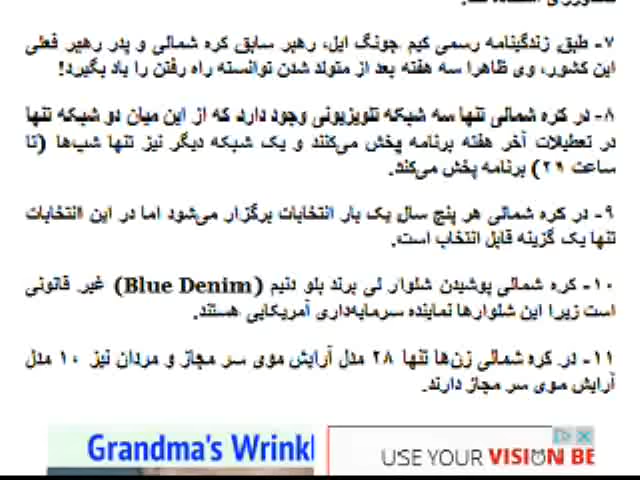 ۷- طبق زندگینامه رسمی کیم جونگ ایل، رهبر سابق کره شمالی و پدر رهبر فعلی
این کشور، وی ظاهرا سه هفته بعد از متولد شدن توانسته راه رفتن را یاد بگیرد!
۸- در کره شمالی تنها سه شبکه تلویزیونی وجود دارد که از این میان دو شبکه تنها
در تعطیلات آخر هفته برنامه پخش می‌کنند و یک شبکه دیگر نیز تنها شب‌ها (تا
ساعت ۲۹) برنامه پخش می‌کند.
۹- در کره شمالی هر پنج سال یک بار انتخابات برگزار می‌شود اما در این انتخابات
تنها یک گزینه قابل انتخاب است.
۱۰- کره شمالی پوشیدن شلوار لی برند بلو دنیم (Blue Denim) غیر قانونی
است زیرا این شلوارها نماینده سرمایه‌داری آمریکایی هستند.
۱۱- در کره شمالی زن‌ها تنها ۲۸ مدل آرایش موی سر مجاز و مردان نیز ۱۰ مدل
آرایش موی سر مجاز دارند.
Grandma's Wrinkl
USE YOUR VISION BE